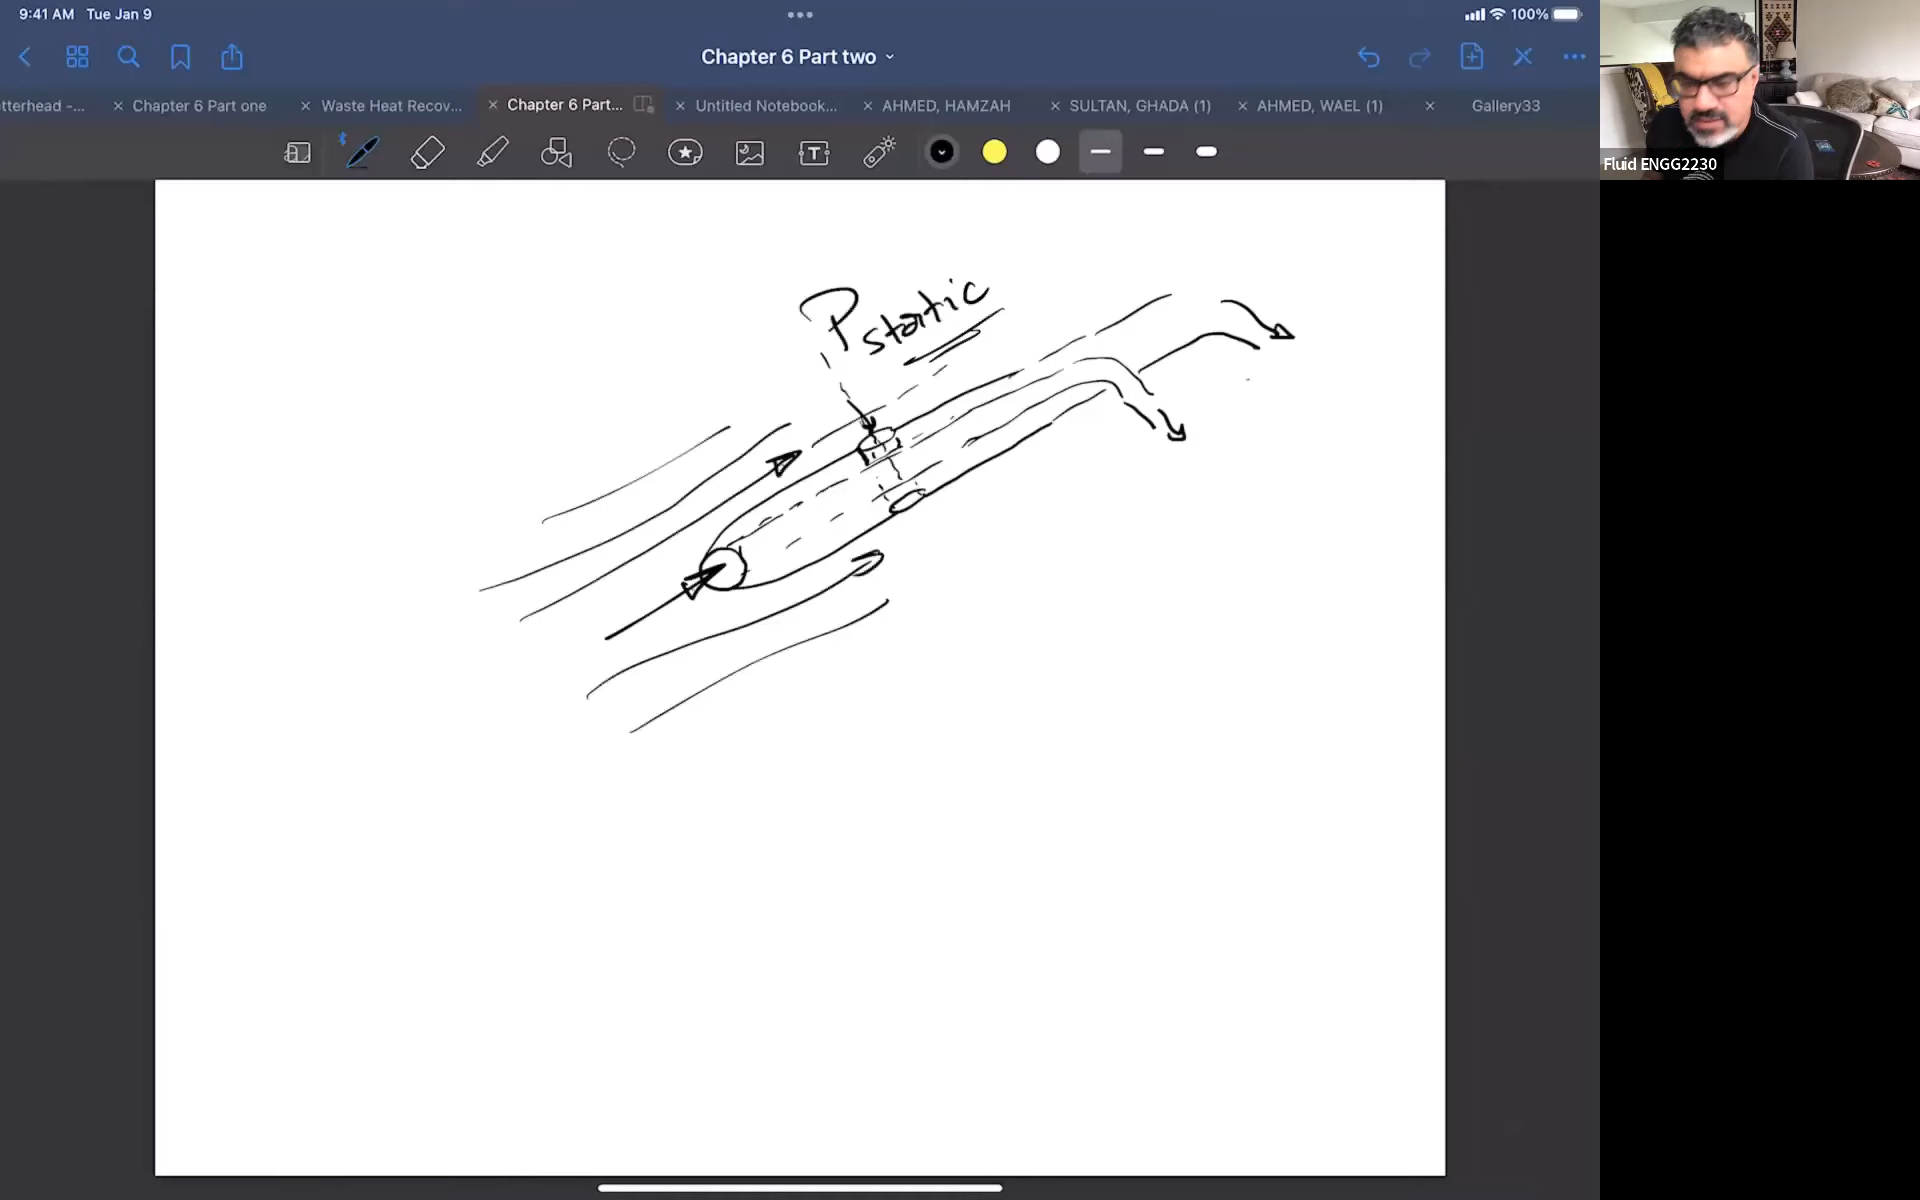 9:41 AM Tue Jan 9
100%
Chapter 6 Part two
tterhead -...
Chapter 6 Part one
Waste Heat Recov...
Chapter 6 Part...
Untitled Notebook...
AHMED, HAMZAH
SULTAN, GHADA (1)
AHMED, WAEL (1)
Gallery33
T
Fluid ENGG2230
P static